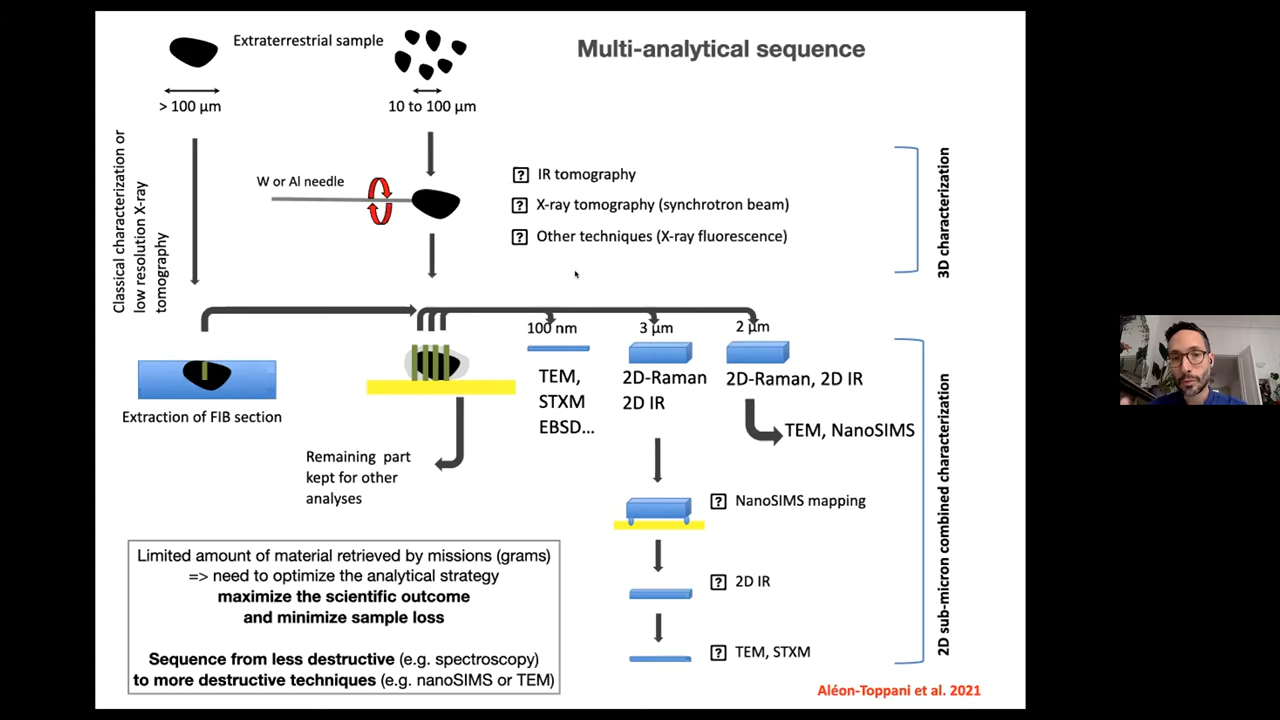 Multi-analytical sequence
Extraterrestrial sample
> 100 µm
10 to 100 µm
Classical characterization or
low resolution X-ray
tomography
W or Al needle
? IR tomography
? X-ray tomography (synchrotron beam)
? Other techniques (X-ray fluorescence)
3D characterization
100 nm
3 µm
2 µm
TEM,
STXM
EBSD...
2D-Raman
2D IR
2D-Raman, 2D IR
TEM, NanoSIMS
Extraction of FIB section
Remaining part
kept for other
analyses
? NanoSIMS mapping
? 2D IR
? TEM, STXM
2D sub-micron combined characterization
Limited amount of material retrieved by missions (grams)
=> need to optimize the analytical strategy
maximize the scientific outcome
and minimize sample loss
Sequence from less destructive (e.g. spectroscopy)
to more destructive techniques (e.g. nanoSIMS or TEM)
Aléon-Toppani et al. 2021